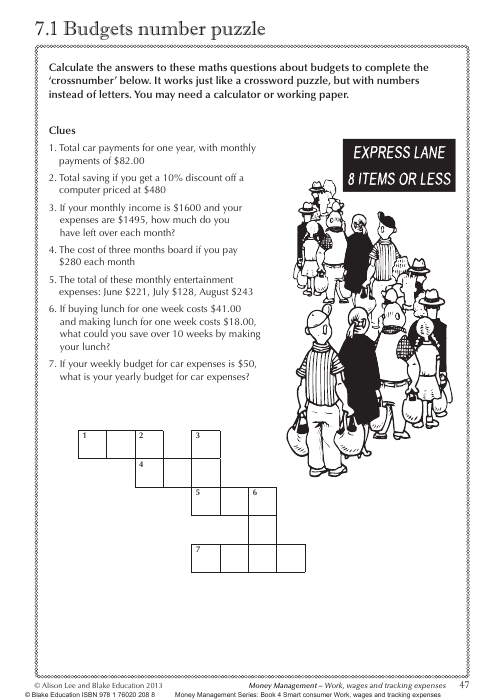 7.1 Budgets number puzzle
Calculate the answers to these maths questions about budgets to complete the
‘crossnumber’ below. It works just like a crossword puzzle, but with numbers
instead of letters. You may need a calculator or working paper.
Clues
1. Total car payments for one year, with monthly
payments of $82.00
2. Total saving if you get a 10% discount off a
computer priced at $480
3. If your monthly income is $1600 and your
expenses are $1495, how much do you
have left over each month?
4. The cost of three months board if you pay
$280 each month
5. The total of these monthly entertainment
expenses: June $221, July $128, August $243
6. If buying lunch for one week costs $41.00
and making lunch for one week costs $18.00,
what could you save over 10 weeks by making
your lunch?
7. If your weekly budget for car expenses is $50,
what is your yearly budget for car expenses?
EXPRESS LANE
8 ITEMS OR LESS
1 2 3
4
5 6
7
© Alison Lee and Blake Education 2013 Money Management – Work, wages and tracking expenses 47
© Blake Education ISBN 978 1 76020 208 8 Money Management Series: Book 4 Smart consumer Work, wages and tracking expenses